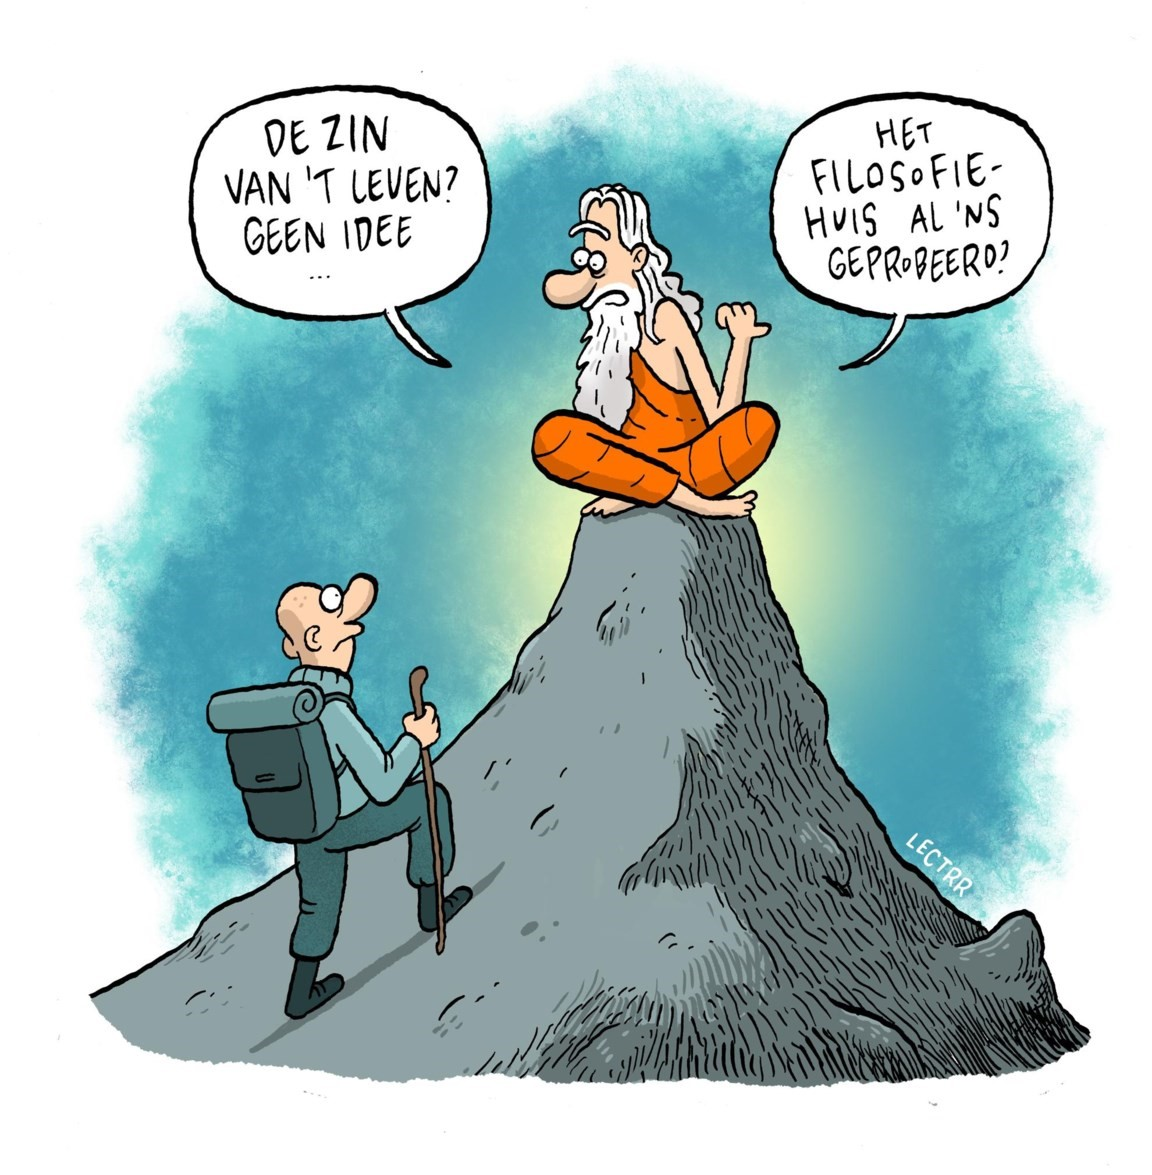 DE ZIN
VAN 'T LEVEN?
GEEN IDEE
...
HET
FILOSOFIE-
HUIS AL 'NS
GEPROBEERD?
LECTRR